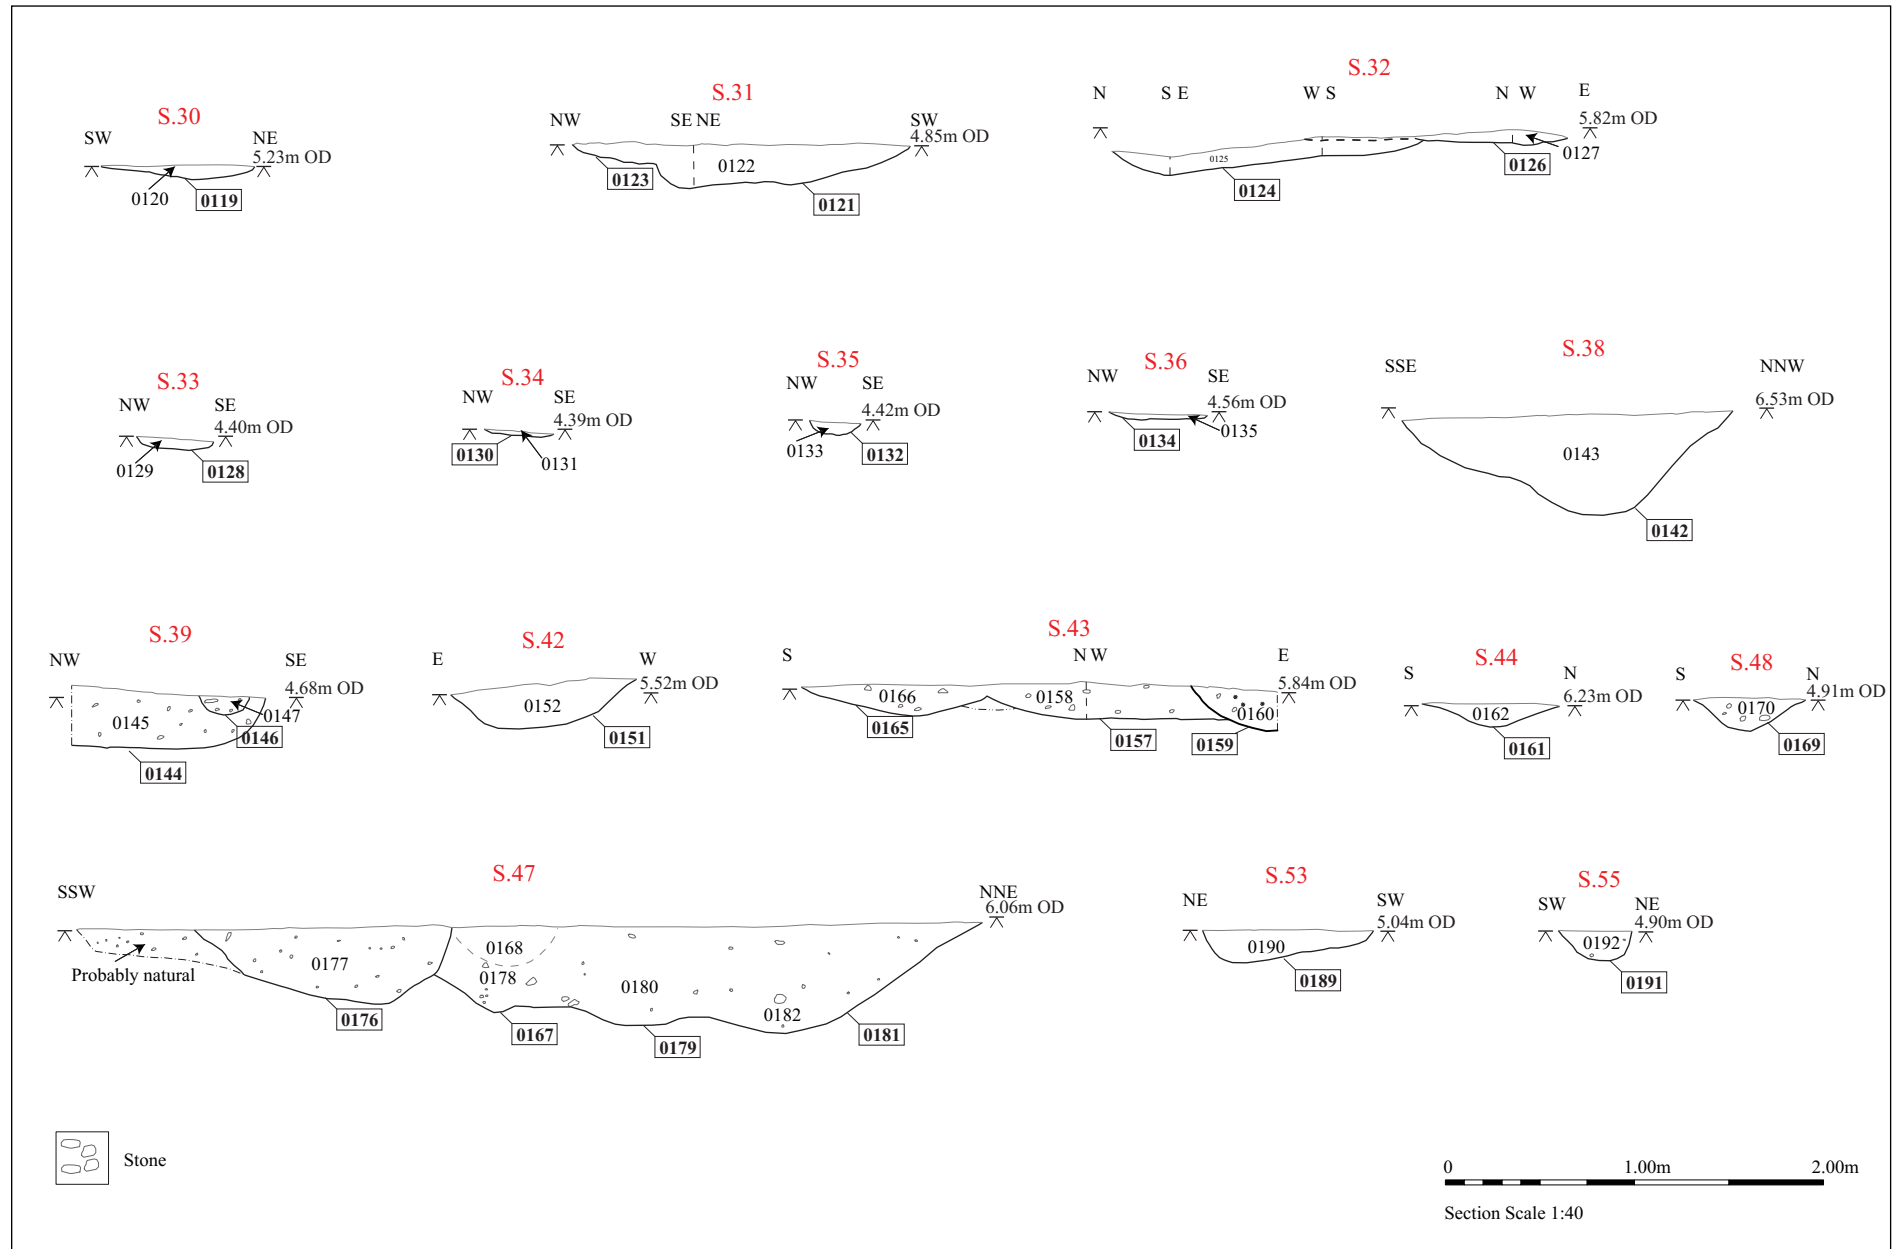 S.30
SW NE
5.23m OD
0120 0119
S.31
NW SE NE SW
4.85m OD
0123 0122 0121
S.32
N S E W S N W E
5.82m OD
0125 0124 0126 0127
S.33
NW SE
4.40m OD
0129 0128
S.34
NW SE
4.39m OD
0130 0131
S.35
NW SE
4.42m OD
0133 0132
S.36
NW SE
4.56m OD
0134 0135
S.38
SSE NNW
6.53m OD
0143
0142
S.39
NW SE
4.68m OD
0145 0147
0146
0144
S.42
E W
5.52m OD
0152
0151
S.43
S N W E
5.84m OD
0166 0158 0160
0165 0157 0159
S.44
S N
6.23m OD
0162
0161
S.48
S N
4.91m OD
0170
0169
S.47
SSW NNE
6.06m OD
Probably natural
0177 0168 0178 0180 0182
0176 0167 0179 0181
S.53
NE SW
5.04m OD
0190
0189
S.55
SW NE
4.90m OD
0192
0191
Stone
0 1.00m 2.00m
Section Scale 1:40